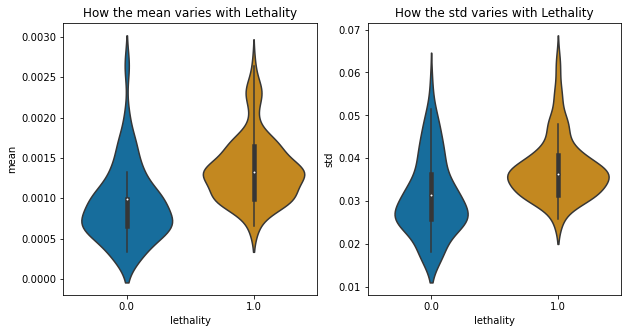 How the mean varies with Lethality
mean
0.0030
0.0025
0.0020
0.0015
0.0010
0.0005
0.0000
0.0 1.0
lethality
How the std varies with Lethality
std
0.07
0.06
0.05
0.04
0.03
0.02
0.01
0.0 1.0
lethality